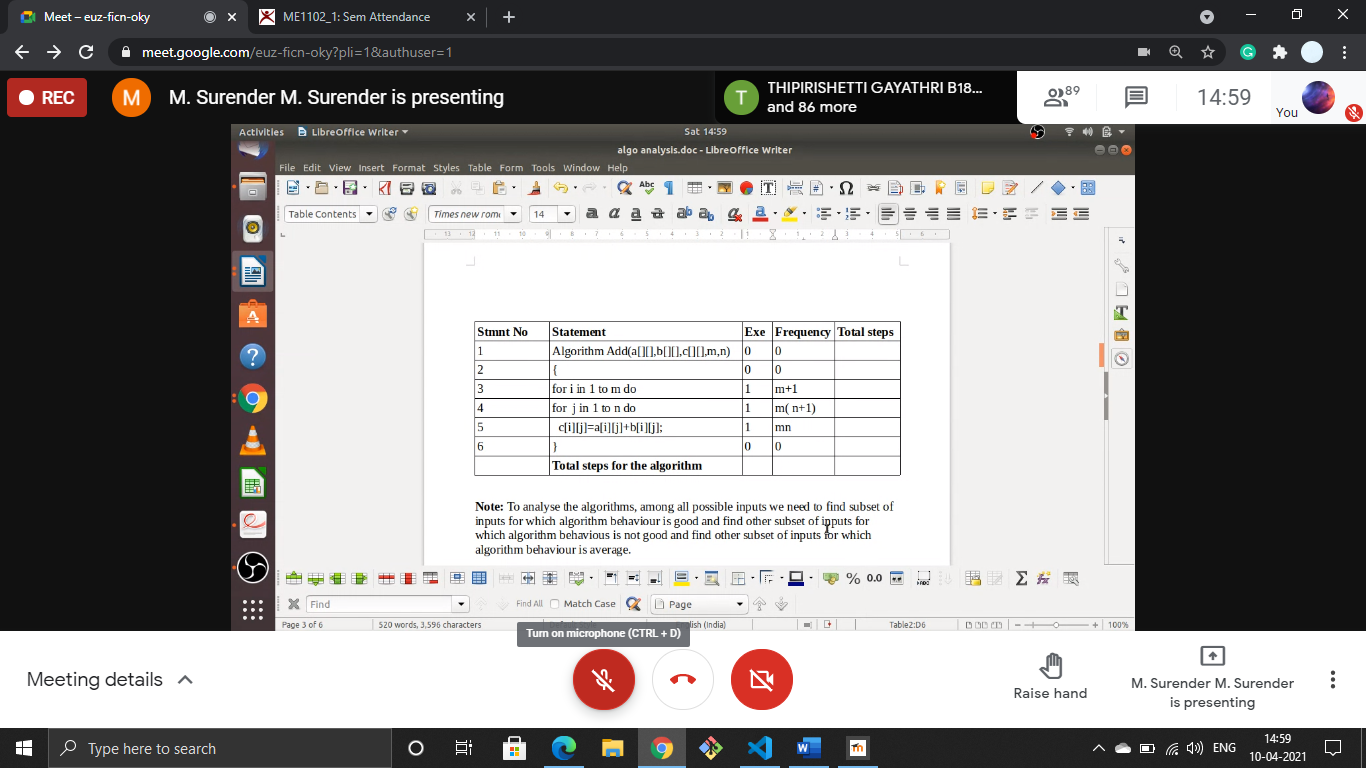 Meet – euz-ficn-oky
ME1102_1: Sem Attendance
meet.google.com/euz-ficn-oky?pli=1&authuser=1
REC
M
M. Surender M. Surender is presenting
T
THIPIRISHETTI GAYATHRI B18...
and 86 more
89
14:59
You
Activities LibreOffice Writer Sat 14:59
algo analysis.doc - LibreOffice Writer
File Edit View Insert Format Styles Table Form Tools Window Help
Table Contents Times new rom 14
Stmnt No Statement Exe Frequency Total steps
1 Algorithm Add(a[][],b[][],c[][],m,n) 0 0
2 { 0 0
3 for i in 1 to m do 1 m+1
4 for j in 1 to n do 1 m( n+1)
5 c[i][j]=a[i][j]+b[i][j]; 1 mn
6 } 0 0
Total steps for the algorithm
Note: To analyse the algorithms, among all possible inputs we need to find subset of
inputs for which algorithm behaviour is good and find other subset of inputs for
which algorithm behavious is not good and find other subset of inputs for which
algorithm behaviour is average.
% 0.0
Find Find All Match Case Page
Page 3 of 6 520 words, 3,596 characters (India) Table2:D6 100%
Turn on microphone (CTRL + D)
Meeting details
Raise hand
M. Surender M. Surender
is presenting
Type here to search
ENG
14:59
10-04-2021